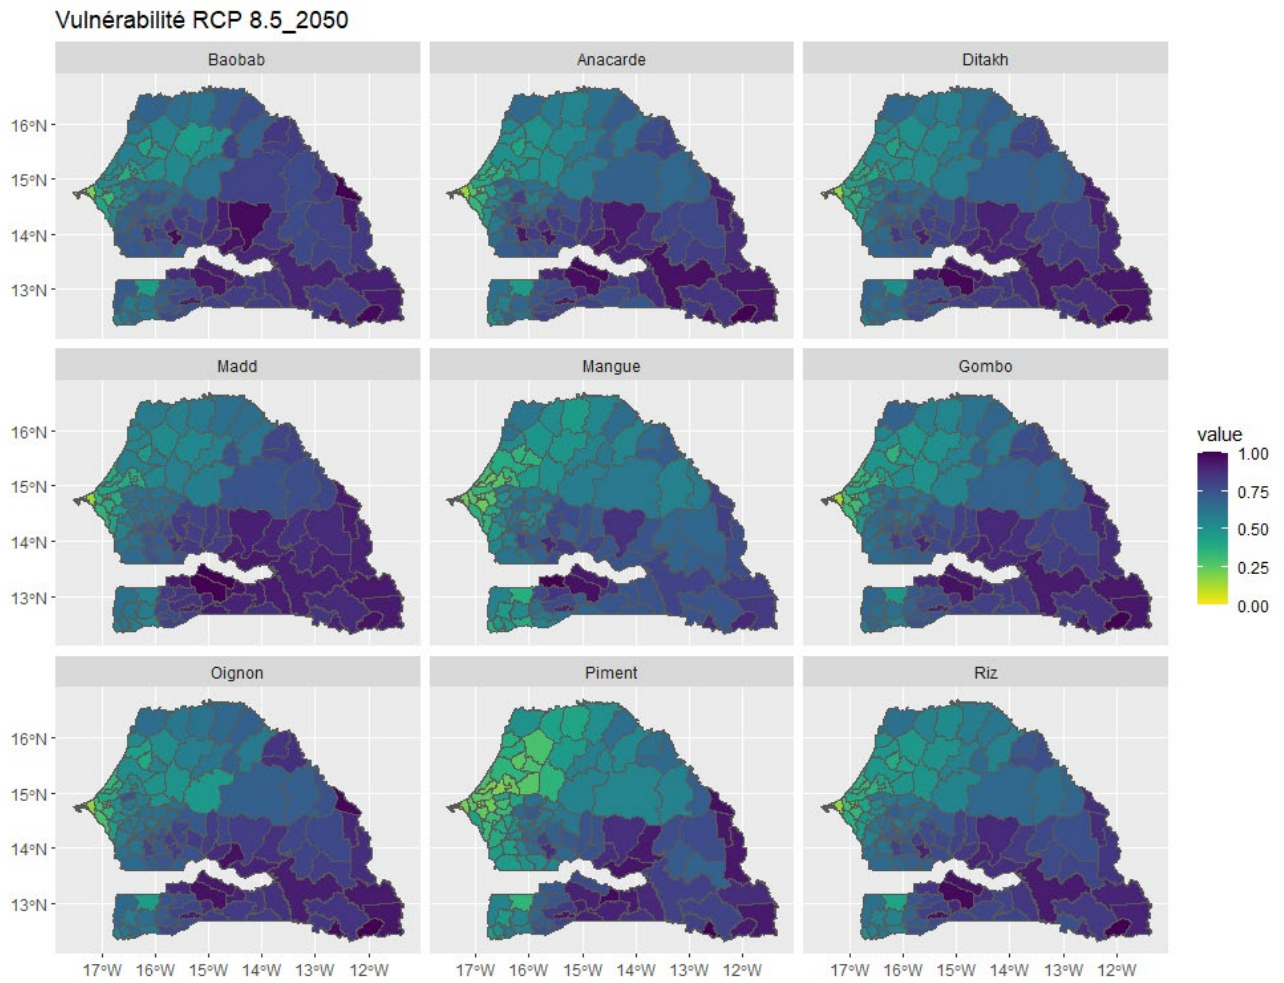 Vulnérabilité RCP 8.5_2050
Baobab
Anacarde
Ditakh
16°N
15°N
14°N
13°N
Madd
Mangue
Gombo
16°N
15°N
14°N
13°N
value
1.00
0.75
0.50
0.25
0.00
Oignon
Piment
Riz
16°N
15°N
14°N
13°N
17°W 16°W 15°W 14°W 13°W 12°W
17°W 16°W 15°W 14°W 13°W 12°W
17°W 16°W 15°W 14°W 13°W 12°W